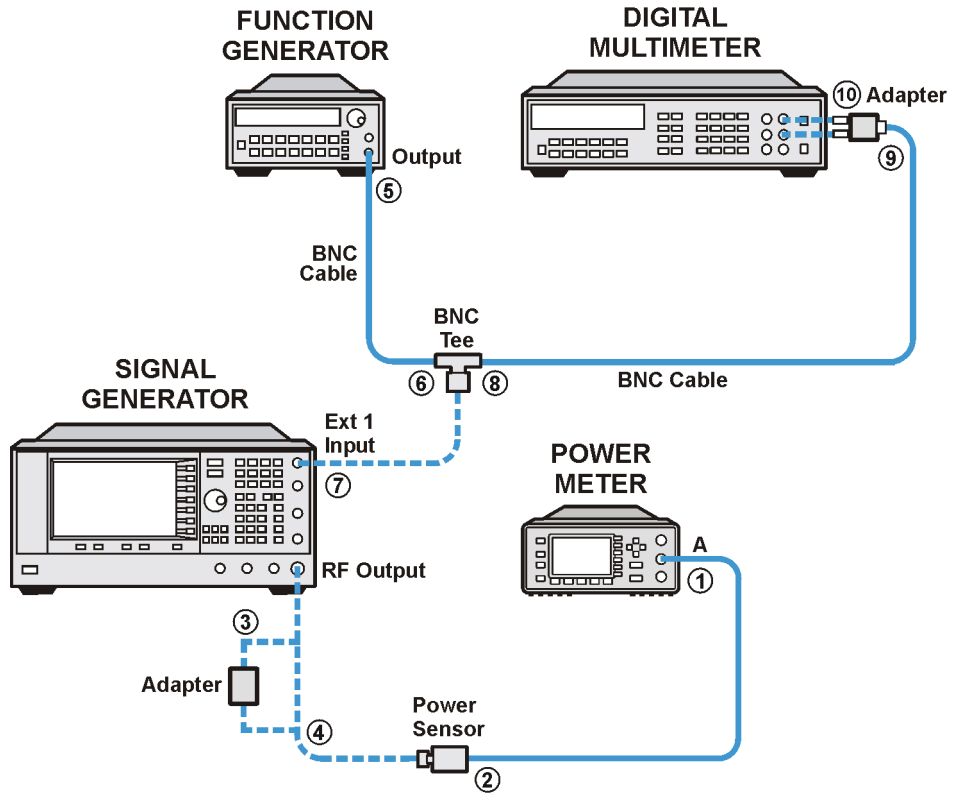 FUNCTION
GENERATOR
DIGITAL
MULTIMETER
10 Adapter
Output
5
9
BNC
Cable
BNC
Tee
6
8
BNC Cable
SIGNAL
GENERATOR
Ext 1
Input
7
POWER
METER
A
1
RF Output
3
Adapter
4
Power
Sensor
2